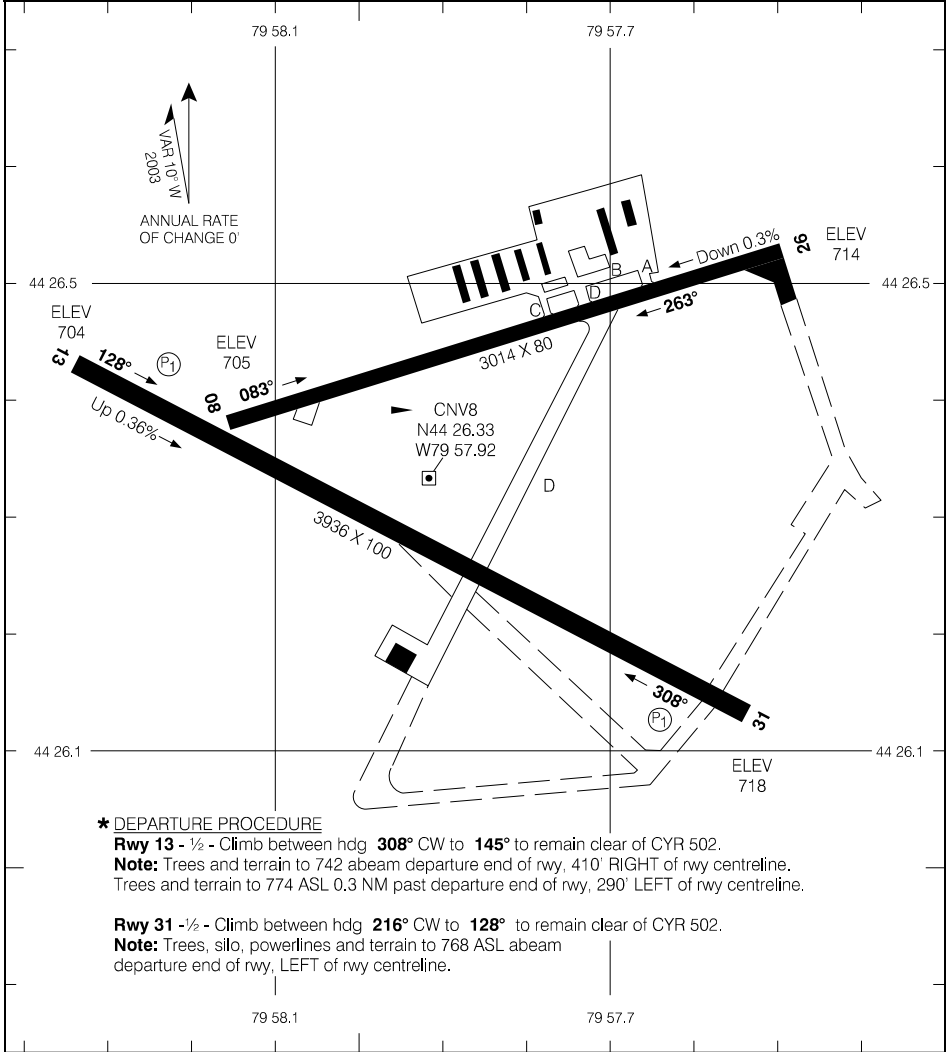 79 58.1
79 57.7
VAR 10° W
2003
ANNUAL RATE
OF CHANGE 0'
ELEV
714
26
Down 0.3%
A
B
D
C
263°
44 26.5
44 26.5
ELEV
704
13
128°
P1
ELEV
705
08
083°
3014 X 80
Up 0.36%
CNV8
N44 26.33
W79 57.92
D
3936 X 100
308°
P1
31
44 26.1
44 26.1
ELEV
718
* DEPARTURE PROCEDURE
Rwy 13 - ½ - Climb between hdg 308° CW to 145° to remain clear of CYR 502.
Note: Trees and terrain to 742 abeam departure end of rwy, 410' RIGHT of rwy centreline.
Trees and terrain to 774 ASL 0.3 NM past departure end of rwy, 290' LEFT of rwy centreline.
Rwy 31 -½ - Climb between hdg 216° CW to 128° to remain clear of CYR 502.
Note: Trees, silo, powerlines and terrain to 768 ASL abeam
departure end of rwy, LEFT of rwy centreline.
79 58.1
79 57.7